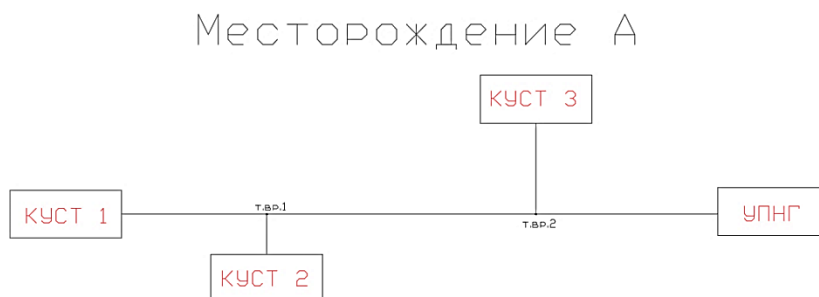 Месторождение А
КУСТ 3
КУСТ 1
т.вр.1
т.вр.2
УПНГ
КУСТ 2